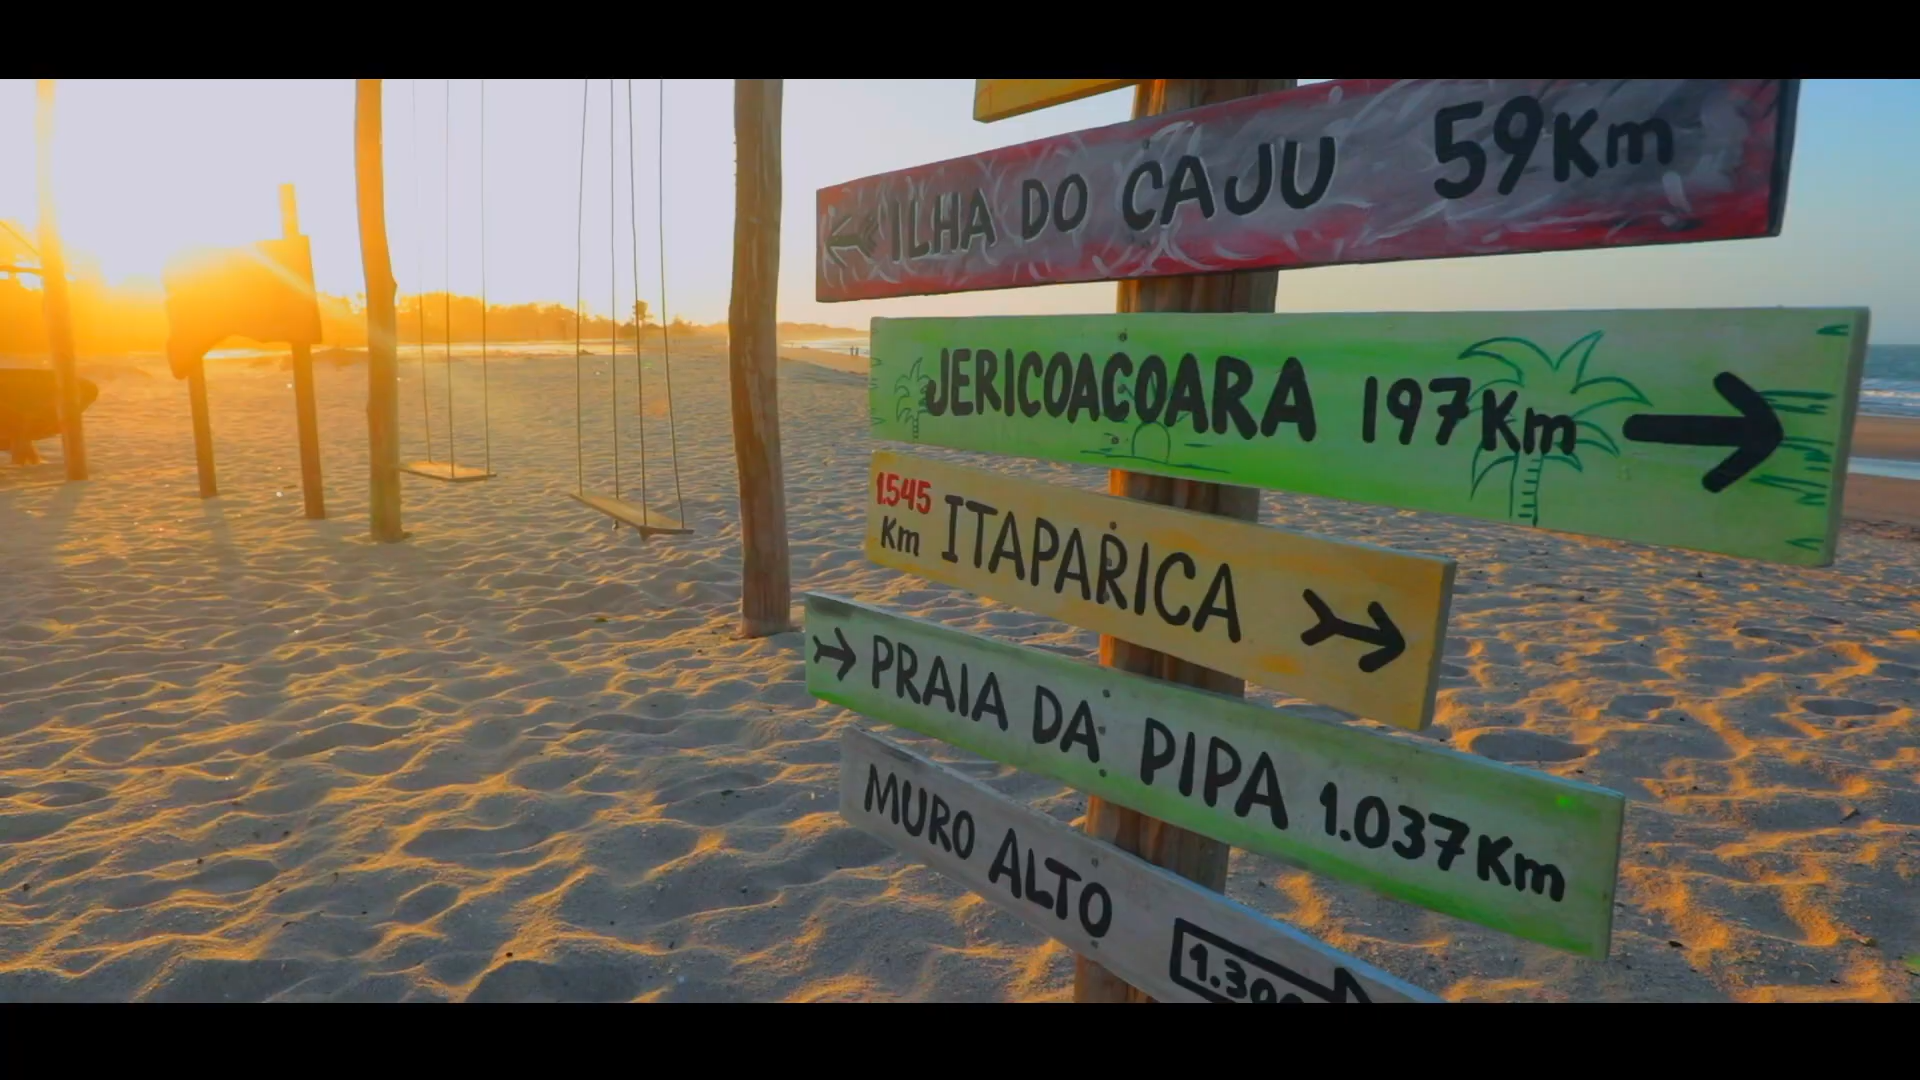 ILHA DO CAJU 59Km
JERICOACOARA 197Km
1.545
Km ITAPARICA
PRAIA DA PIPA 1.037Km
MURO ALTO